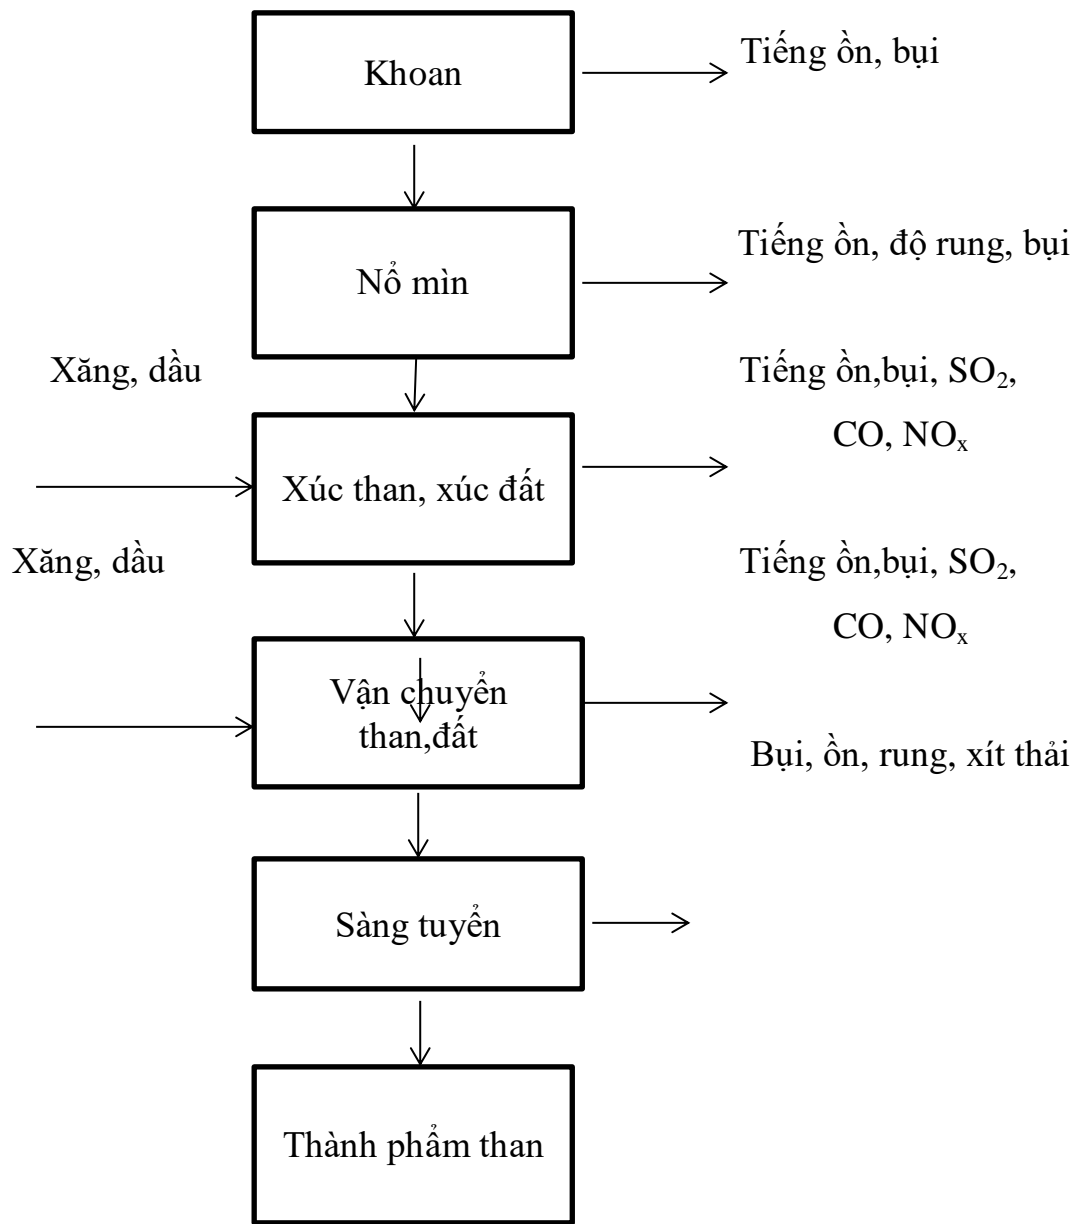 Khoan
Tiếng ồn, bụi
Nổ mìn
Tiếng ồn, độ rung, bụi
Xăng, dầu
Tiếng ồn,bụi, SO₂,
CO, NOₓ
Xúc than, xúc đất
Xăng, dầu
Tiếng ồn,bụi, SO₂,
CO, NOₓ
Vận chuyển
than,đất
Bụi, ồn, rung, xít thải
Sàng tuyển
Thành phẩm than